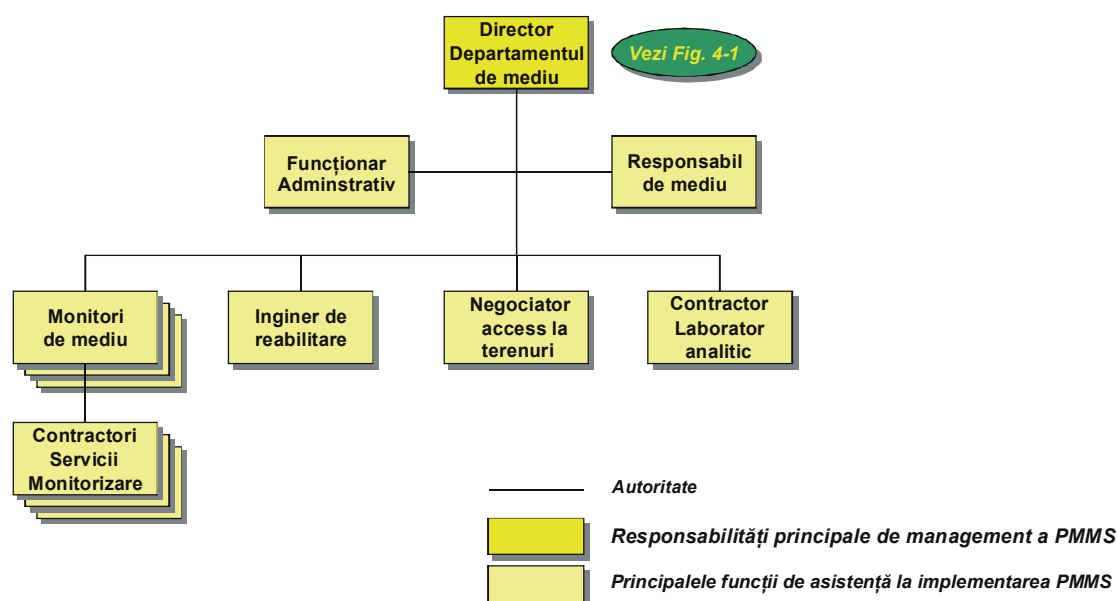 Director
Departamentul
de mediu
Vezi Fig. 4-1
Funcționar
Adminstrativ
Responsabil
de mediu
Monitori
de mediu
Inginer de
reabilitare
Negociator
access la
terenuri
Contractor
Laborator
analitic
Contractori
Servicii
Monitorizare
Autoritate
Responsabilități principale de management a PMMS
Principalele funcții de asistență la implementarea PMMS